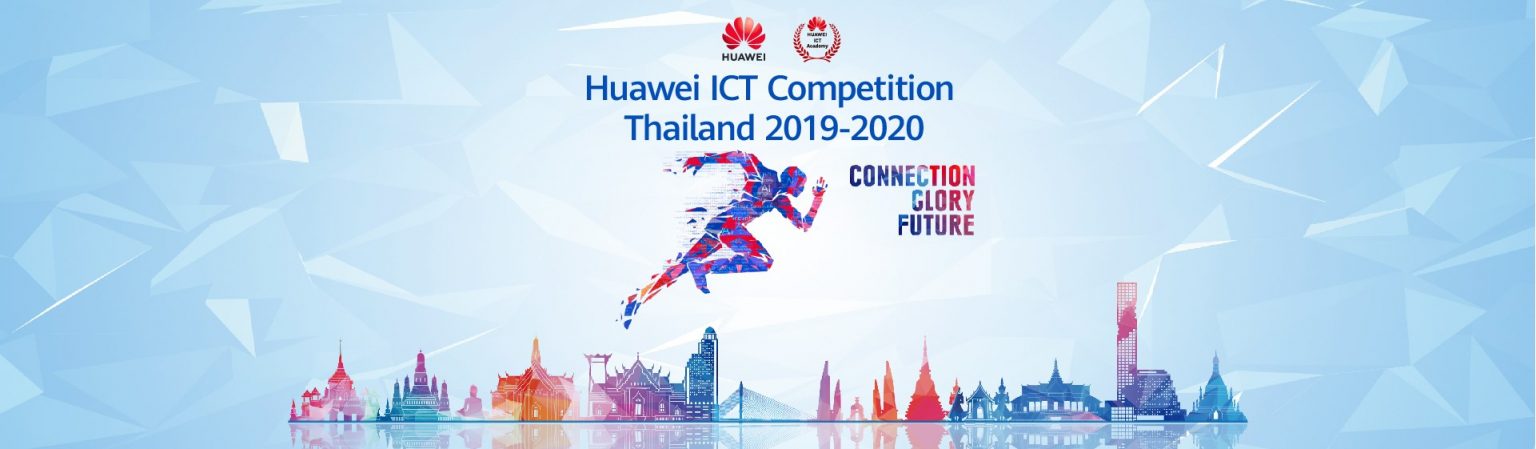 HUAWEI
HUAWEI
ICT
Academy
Huawei ICT Competition
Thailand 2019-2020
CONNECTION
GLORY
FUTURE